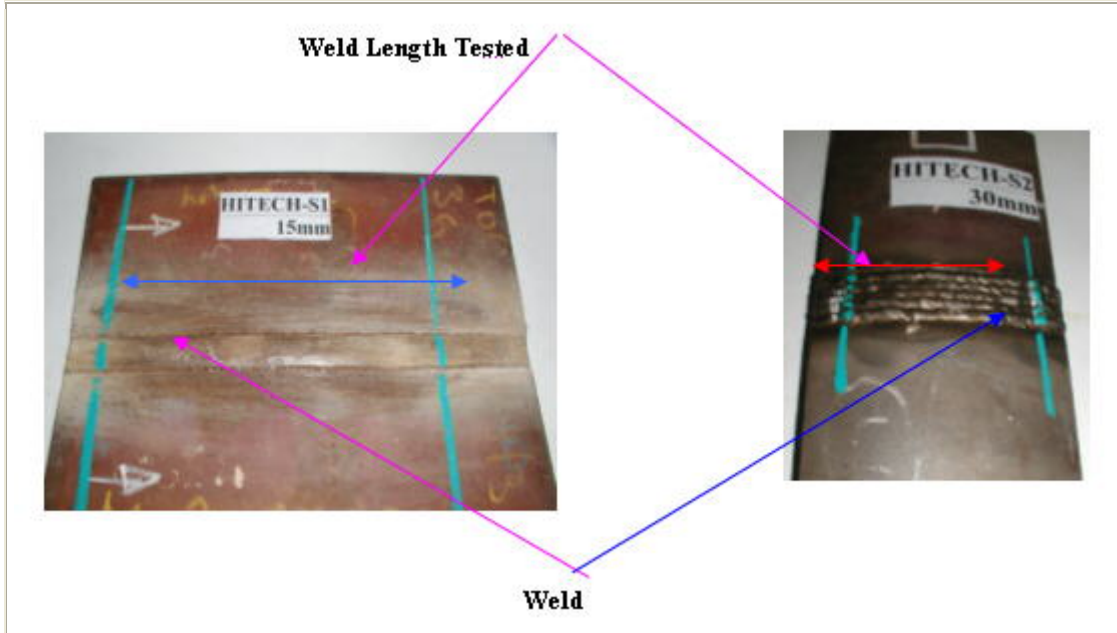 Weld Length Tested
HITECH-S1
15mm
HITECH-S2
30mm
Weld